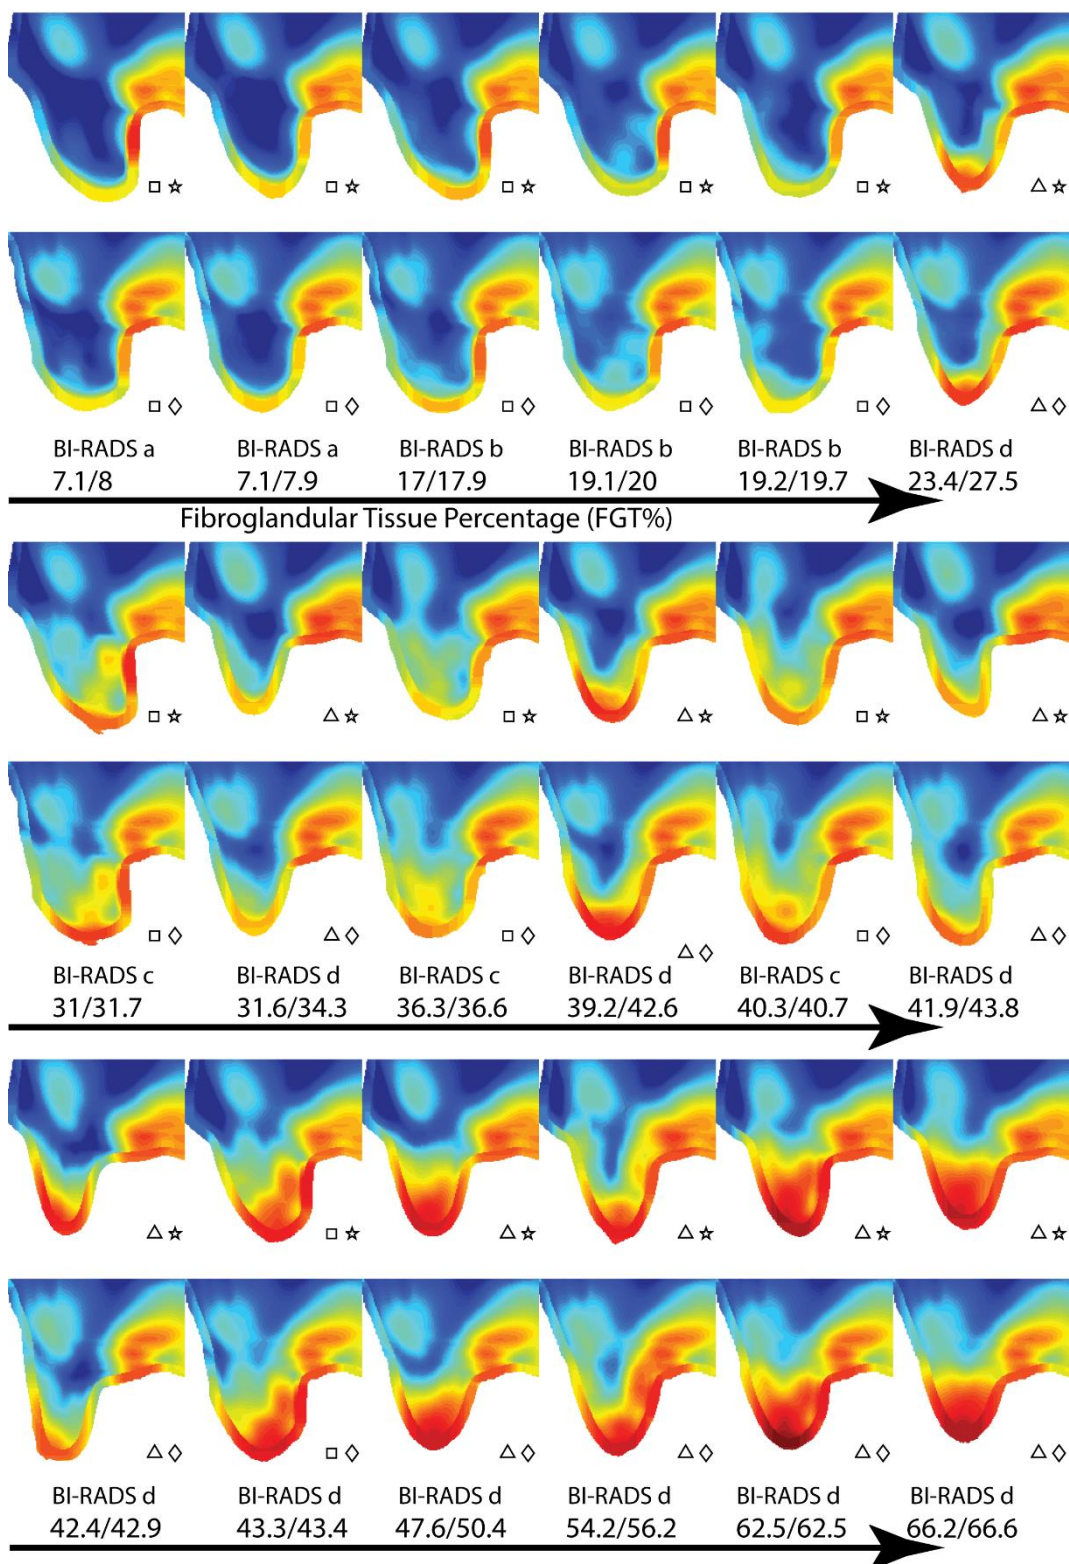 BI-RADS a BI-RADS a BI-RADS b BI-RADS b BI-RADS b BI-RADS d
7.1/8 7.1/7.9 17/17.9 19.1/20 19.2/19.7 23.4/27.5
Fibroglandular Tissue Percentage (FGT%)
BI-RADS c BI-RADS d BI-RADS c BI-RADS d BI-RADS c BI-RADS d
31/31.7 31.6/34.3 36.3/36.6 39.2/42.6 40.3/40.7 41.9/43.8
BI-RADS d BI-RADS d BI-RADS d BI-RADS d BI-RADS d BI-RADS d
42.4/42.9 43.3/43.4 47.6/50.4 54.2/56.2 62.5/62.5 66.2/66.6